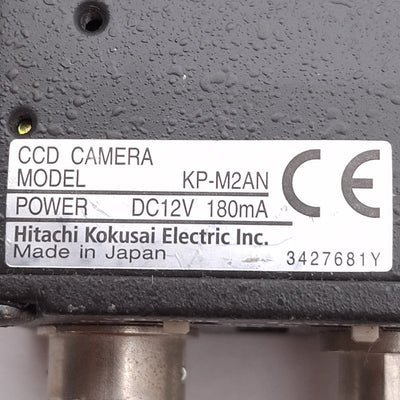 CCD CAMERA
MODEL KP-M2AN
POWER DC12V 180mA
Hitachi Kokusai Electric Inc.
Made in Japan
CE
3427681Y